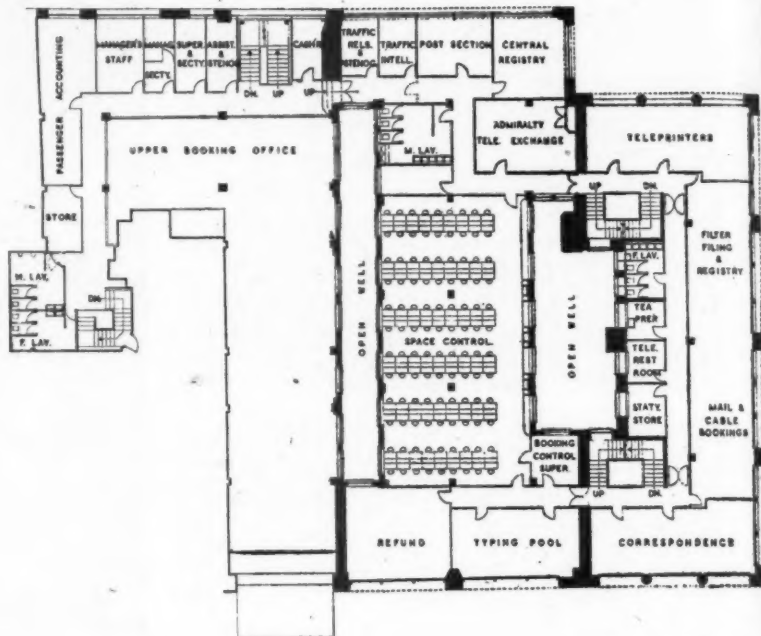 PASSENGER ACCOUNTING
MANAGER'S
STAFF
MANAG.
SECTY.
SUPER.
&
SECTY.
ASSIST.
&
STENOG
DN.
UP
CASH'R
UP
TRAFFIC
RELS.
&
STENOG.
TRAFFIC
INTELL.
POST SECTION
CENTRAL
REGISTRY
UPPER BOOKING OFFICE
M. LAV.
ADMIRALTY
TELE. EXCHANGE
TELEPRINTERS
UP
DN.
STORE
M. LAV.
DN.
F. LAV.
OPEN WELL
SPACE CONTROL.
OPEN WELL
F. LAV.
TEA
PREP.
TELE.
REST
ROOM
STATY.
STORE
FILTER
FILING
&
REGISTRY
MAIL &
CABLE
BOOKINGS
BOOKING
CONTROL
SUPER.
UP
DN.
REFUND
TYPING POOL
CORRESPONDENCE